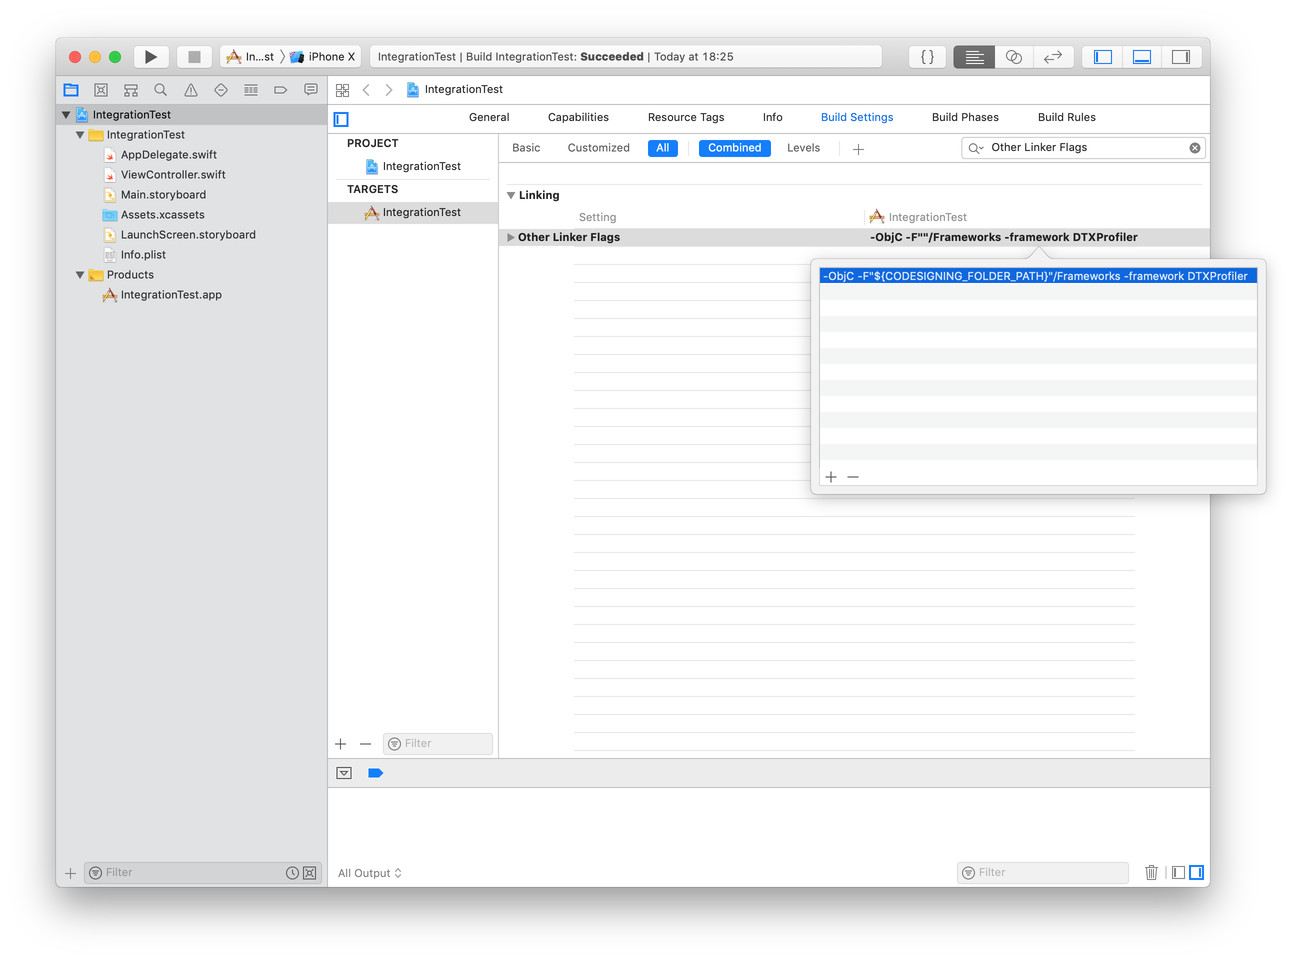 In...st iPhone X
IntegrationTest | Build IntegrationTest: Succeeded | Today at 18:25
{ }
IntegrationTest
IntegrationTest
IntegrationTest
AppDelegate.swift
ViewController.swift
Main.storyboard
Assets.xcassets
LaunchScreen.storyboard
Info.plist
Products
IntegrationTest.app
Filter
General Capabilities Resource Tags Info Build Settings Build Phases Build Rules
PROJECT
IntegrationTest
TARGETS
IntegrationTest
Filter
Basic Customized All Combined Levels + Other Linker Flags
Linking
Setting IntegrationTest
Other Linker Flags -ObjC -F""/Frameworks -framework DTXProfiler
-ObjC -F"${CODESIGNING_FOLDER_PATH}"/Frameworks -framework DTXProfiler
All Output
Filter